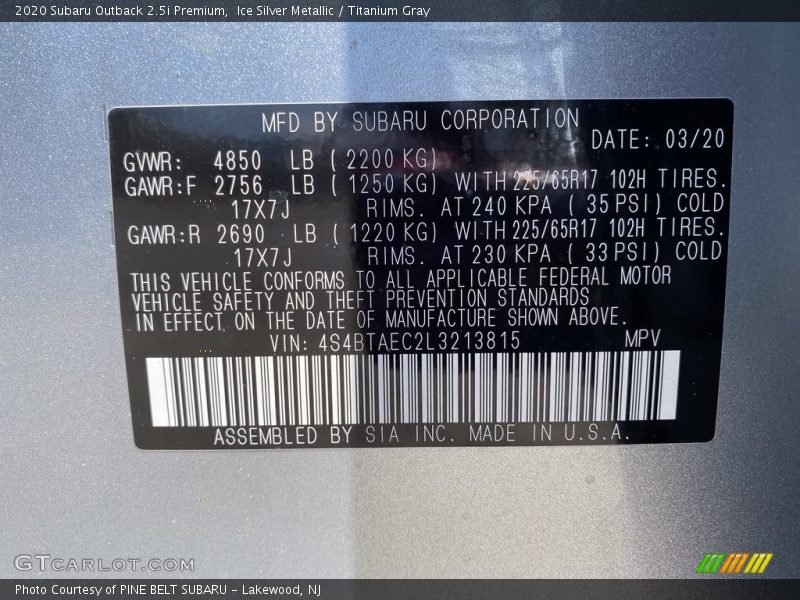 2020 Subaru Outback 2.5i Premium,  Ice Silver Metallic / Titanium Gray
MFD BY SUBARU CORPORATION
DATE: 03/20
GVWR: 4850 LB (2200 KG)
GAWR:F 2756 LB (1250 KG) WITH 225/65R17 102H TIRES.
17X7J RIMS. AT 240 KPA (35 PSI) COLD
GAWR:R 2690 LB (1220 KG) WITH 225/65R17 102H TIRES.
17X7J RIMS. AT 230 KPA (33 PSI) COLD
THIS VEHICLE CONFORMS TO ALL APPLICABLE FEDERAL MOTOR
VEHICLE SAFETY AND THEFT PREVENTION STANDARDS
IN EFFECT ON THE DATE OF MANUFACTURE SHOWN ABOVE.
VIN: 4S4BTAEC2L3213815 MPV
ASSEMBLED BY SIA INC. MADE IN U.S.A.
GTCARLOT.COM
Photo Courtesy of PINE BELT SUBARU - Lakewood, NJ